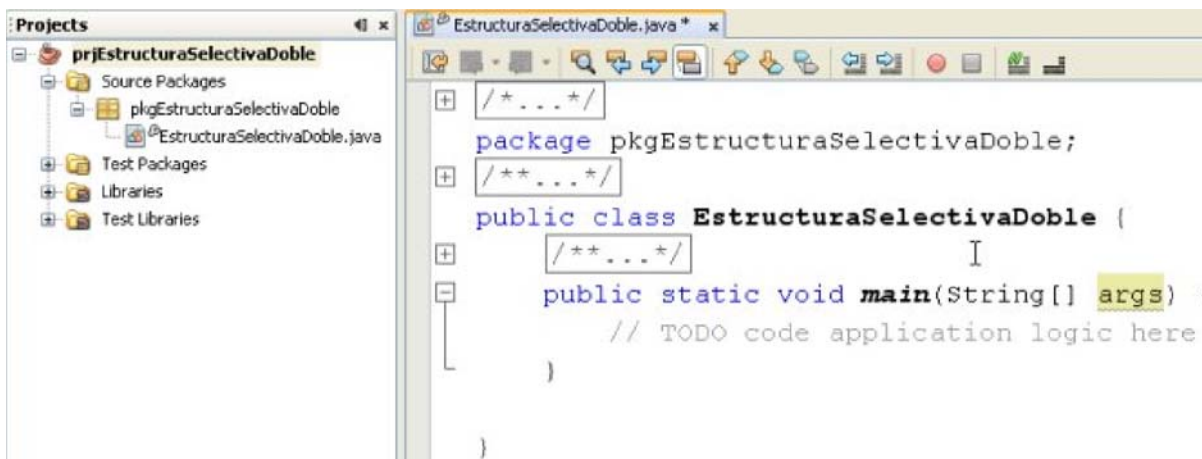 Projects
prjEstructuraSelectivaDoble
Source Packages
pkgEstructuraSelectivaDoble
EstructuraSelectivaDoble.java
Test Packages
Libraries
Test Libraries
EstructuraSelectivaDoble.java *
/*...*/
package pkgEstructuraSelectivaDoble;
/**...*/
public class EstructuraSelectivaDoble {
/**...*/
public static void main(String[] args)
// TODO code application logic here
}
}